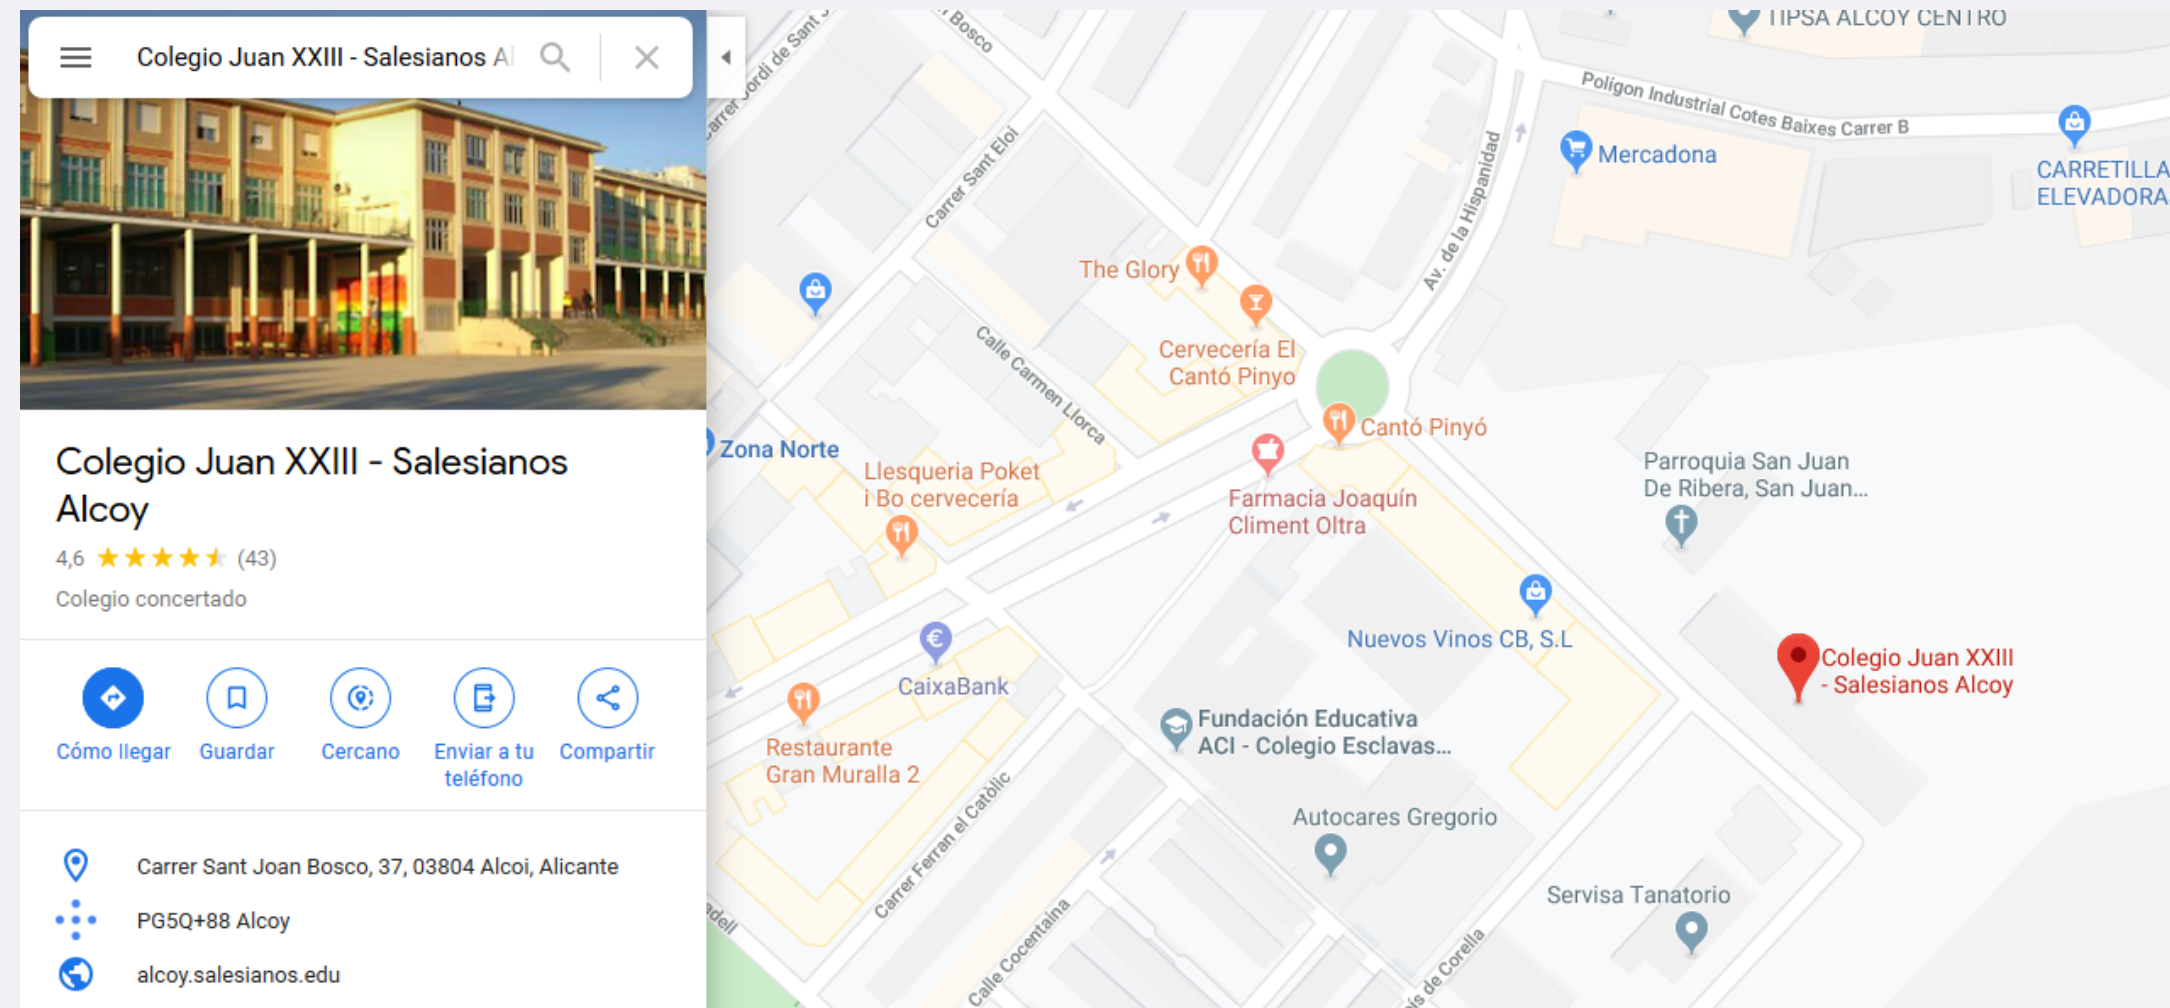 Colegio Juan XXIII - Salesianos Al
Colegio Juan XXIII - Salesianos
Alcoy
4,6
(43)
Colegio concertado
Cómo llegar
Guardar
Cercano
Enviar a tu
teléfono
Compartir
Carrer Sant Joan Bosco, 37, 03804 Alcoi, Alicante
PG5Q+88 Alcoy
alcoy.salesianos.edu
Bosco
TIPSA ALCOY CENTRO
Polígon Industrial Cotes Baixes Carrer B
Mercadona
CARRETILLA
ELEVADORA
Carrer Sant Eloi
Av. de la Hispanidad
The Glory
Cervecería El
Cantó Pinyo
Calle Carmen Llorca
Cantó Pinyó
Zona Norte
Llesqueria Poket
i Bo cervecería
Farmacia Joaquín
Climent Oltra
Parroquia San Juan
De Ribera, San Juan...
Nuevos Vinos CB, S.L
Colegio Juan XXIII
- Salesianos Alcoy
€
CaixaBank
Restaurante
Gran Muralla 2
Fundación Educativa
ACI - Colegio Esclavas...
Autocares Gregorio
Carrer Ferran el Catòlic
Servisa Tanatorio
Calle Cocentaina
is de Corella